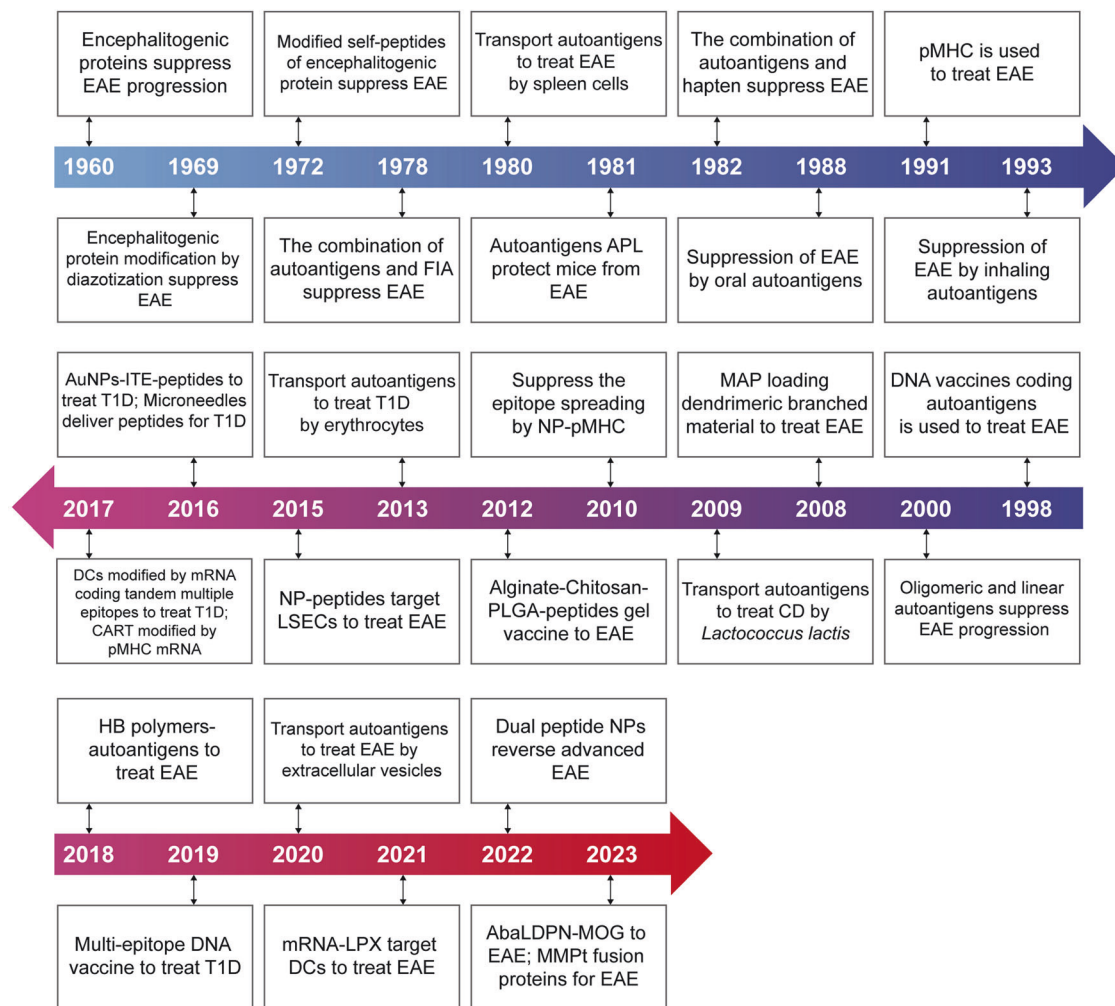 Encephalitogenic
proteins suppress
EAE progression
Modified self-peptides
of encephalitogenic
protein suppress EAE
Transport autoantigens
to treat EAE
by spleen cells
The combination of
autoantigens and
hapten suppress EAE
pMHC is used
to treat EAE
1960 1969 1972 1978 1980 1981 1982 1988 1991 1993
Encephalitogenic
protein modification by
diazotization suppress
EAE
The combination of
autoantigens and FIA
suppress EAE
Autoantigens APL
protect mice from
EAE
Suppression of EAE
by oral autoantigens
Suppression of
EAE by inhaling
autoantigens
AuNPs-ITE-peptides to
treat T1D; Microneedles
deliver peptides for T1D
Transport autoantigens
to treat T1D
by erythrocytes
Suppress the
epitope spreading
by NP-pMHC
MAP loading
dendrimeric branched
material to treat EAE
DNA vaccines coding
autoantigens
is used to treat EAE
2017 2016 2015 2013 2012 2010 2009 2008 2000 1998
DCs modified by mRNA
coding tandem multiple
epitopes to treat T1D;
CART modified by
pMHC mRNA
NP-peptides target
LSECs to treat EAE
Alginate-Chitosan-
PLGA-peptides gel
vaccine to EAE
Transport autoantigens
to treat CD by
Lactococcus lactis
Oligomeric and linear
autoantigens suppress
EAE progression
HB polymers-
autoantigens to
treat EAE
Transport autoantigens
to treat EAE by
extracellular vesicles
Dual peptide NPs
reverse advanced
EAE
2018 2019 2020 2021 2022 2023
Multi-epitope DNA
vaccine to treat T1D
mRNA-LPX target
DCs to treat EAE
AbaLDPN-MOG to
EAE; MMPt fusion
proteins for EAE